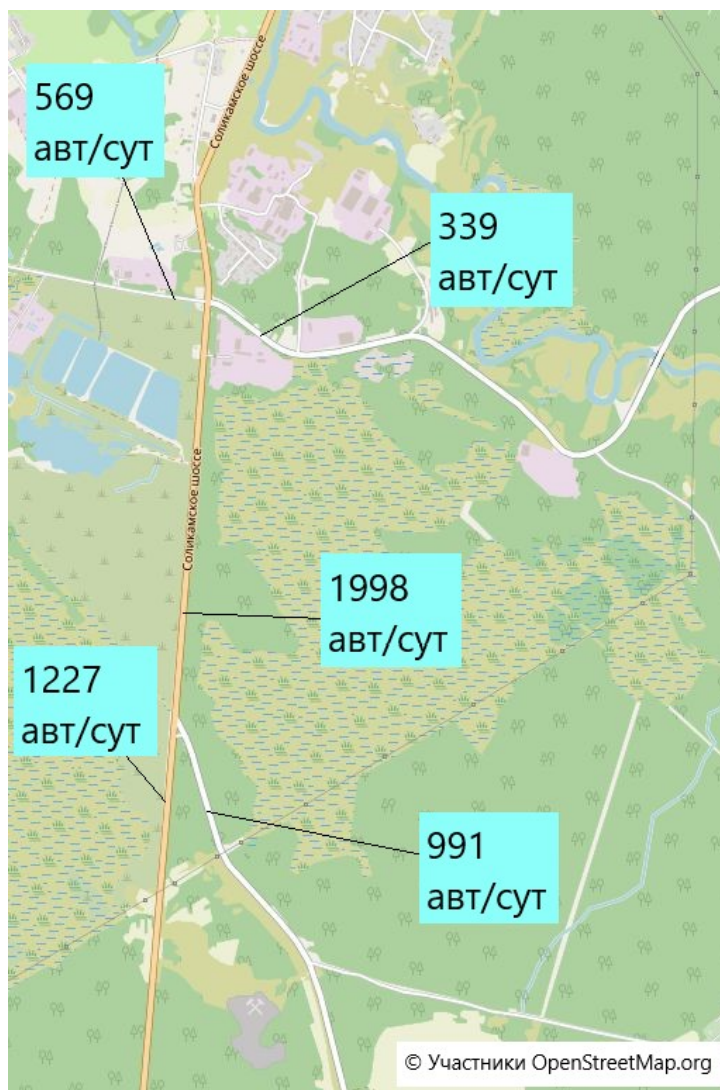 Соликамское шоссе
569
авт/сут
339
авт/сут
Соликамское шоссе
1998
авт/сут
1227
авт/сут
991
авт/сут
© Участники OpenStreetMap.org